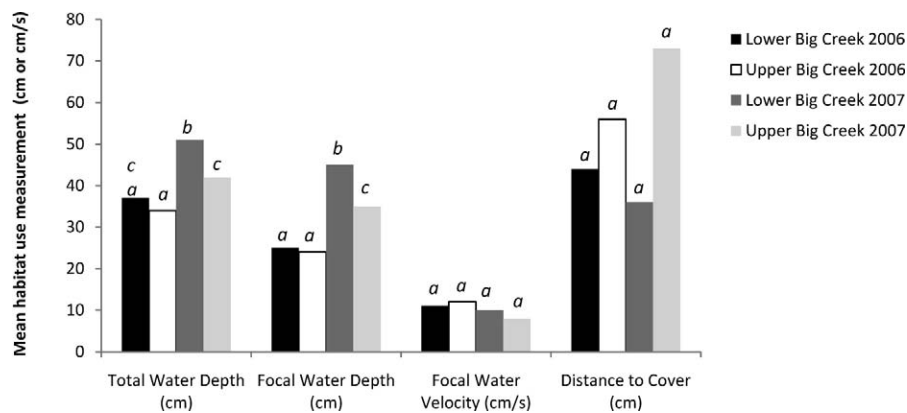 Mean habitat use measurement (cm or cm/s)
80
70
60
50
40
30
20
10
0
c
a
a
b
c
a
a
b
c
a
a
a
a
a
a
a
a
Total Water Depth
(cm)
Focal Water Depth
(cm)
Focal Water
Velocity (cm/s)
Distance to Cover
(cm)
Lower Big Creek 2006
Upper Big Creek 2006
Lower Big Creek 2007
Upper Big Creek 2007